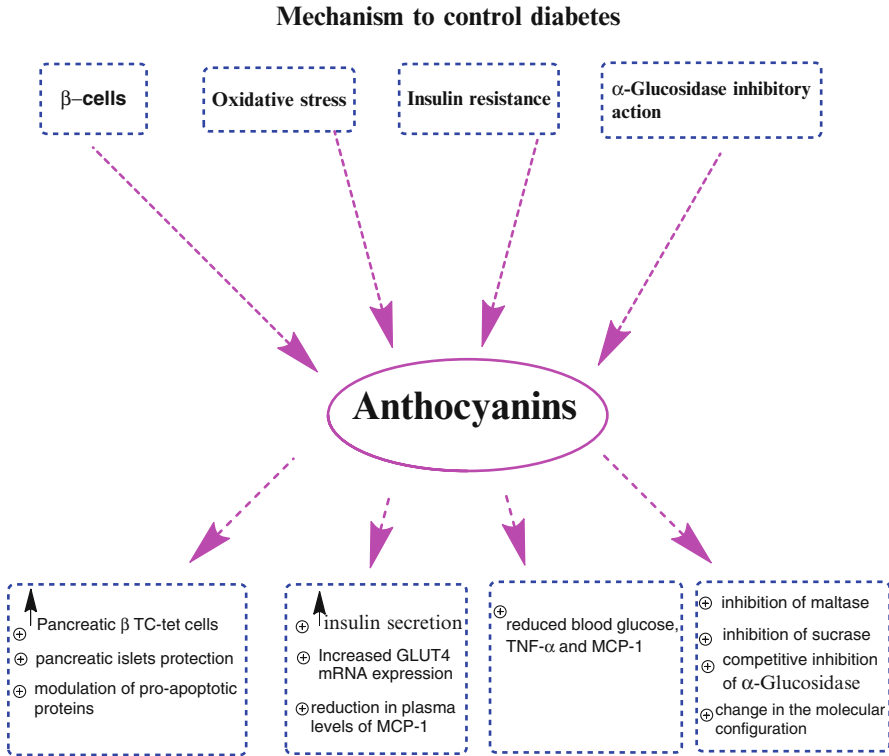 Mechanism to control diabetes
β–cells
Oxidative stress
Insulin resistance
α-Glucosidase inhibitory
action
Anthocyanins
⊕ Pancreatic β TC-tet cells
⊕ pancreatic islets protection
⊕ modulation of pro-apoptotic
proteins
⊕ insulin secretion
⊕ Increased GLUT4
mRNA expression
⊕ reduction in plasma
levels of MCP-1
⊕ reduced blood glucose,
TNF-α and MCP-1
⊕ inhibition of maltase
⊕ inhibition of sucrase
⊕ competitive inhibition
of α-Glucosidase
⊕ change in the molecular
configuration